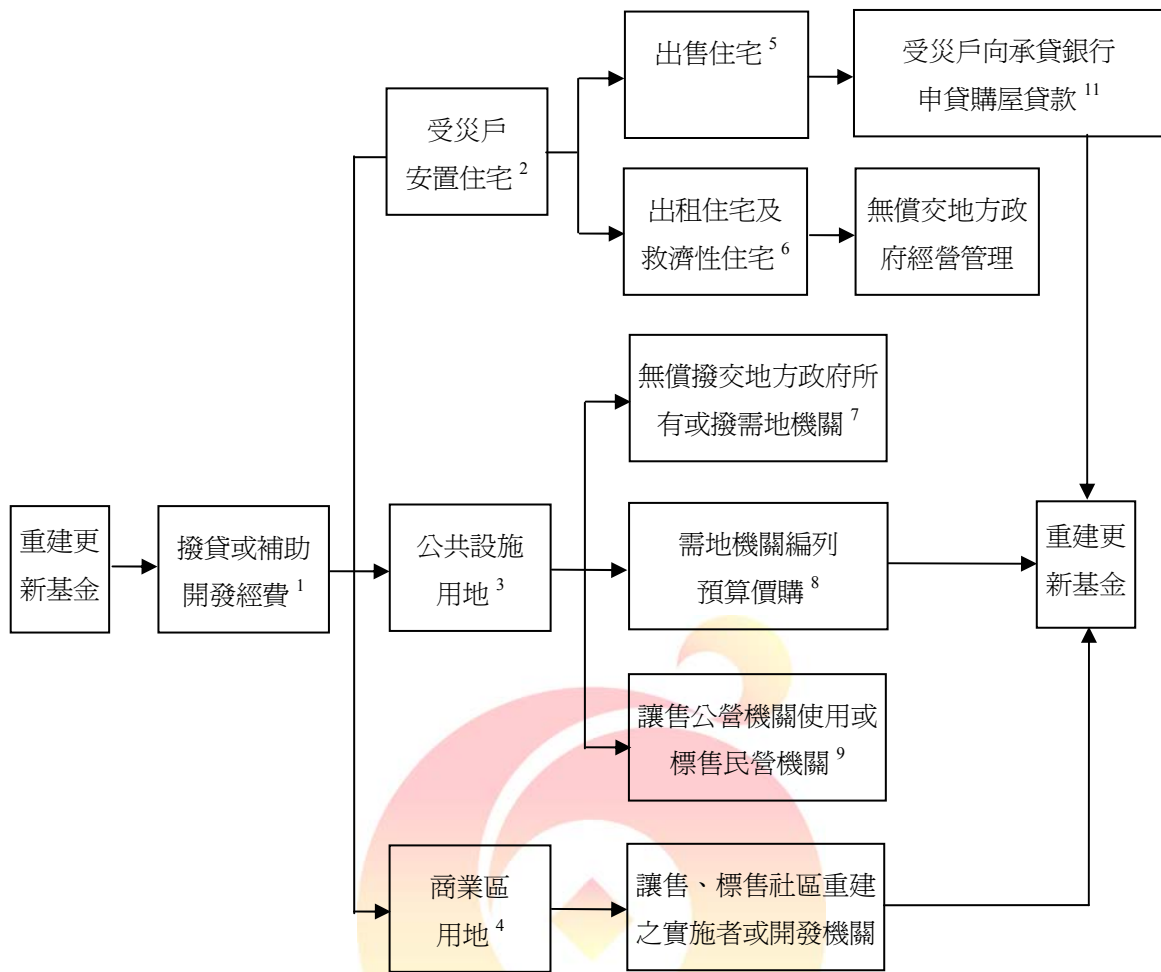 出售住宅 5
受災戶向承貸銀行
申貸購屋貸款 11
受災戶
安置住宅 2
出租住宅及
救濟性住宅 6
無償交地方政
府經營管理
無償撥交地方政府所
有或撥需地機關 7
重建更
新基金
撥貸或補助
開發經費 1
公共設施
用地 3
需地機關編列
預算價購 8
重建更
新基金
讓售公營機關使用或
標售民營機關 9
商業區
用地 4
讓售、標售社區重建
之實施者或開發機關